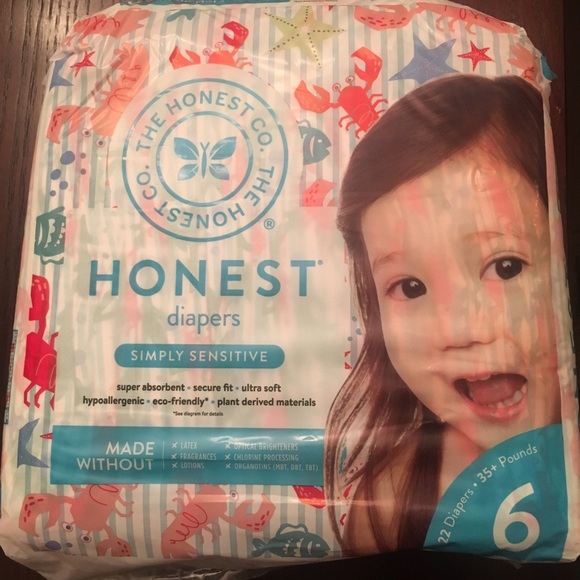 THE HONEST CO. THE HONEST CO.
®
HONEST
diapers
SIMPLY SENSITIVE
super absorbent • secure fit • ultra soft
hypoallergenic • eco-friendly* • plant derived materials
*See diagram for details
MADE WITHOUT
× LATEX
× FRAGRANCES
× LOTIONS
× OPTICAL BRIGHTENERS
× CHLORINE PROCESSING
× ORGANOTINS (MBT, DBT, TBT)
22 Diapers • 35+ Pounds
6